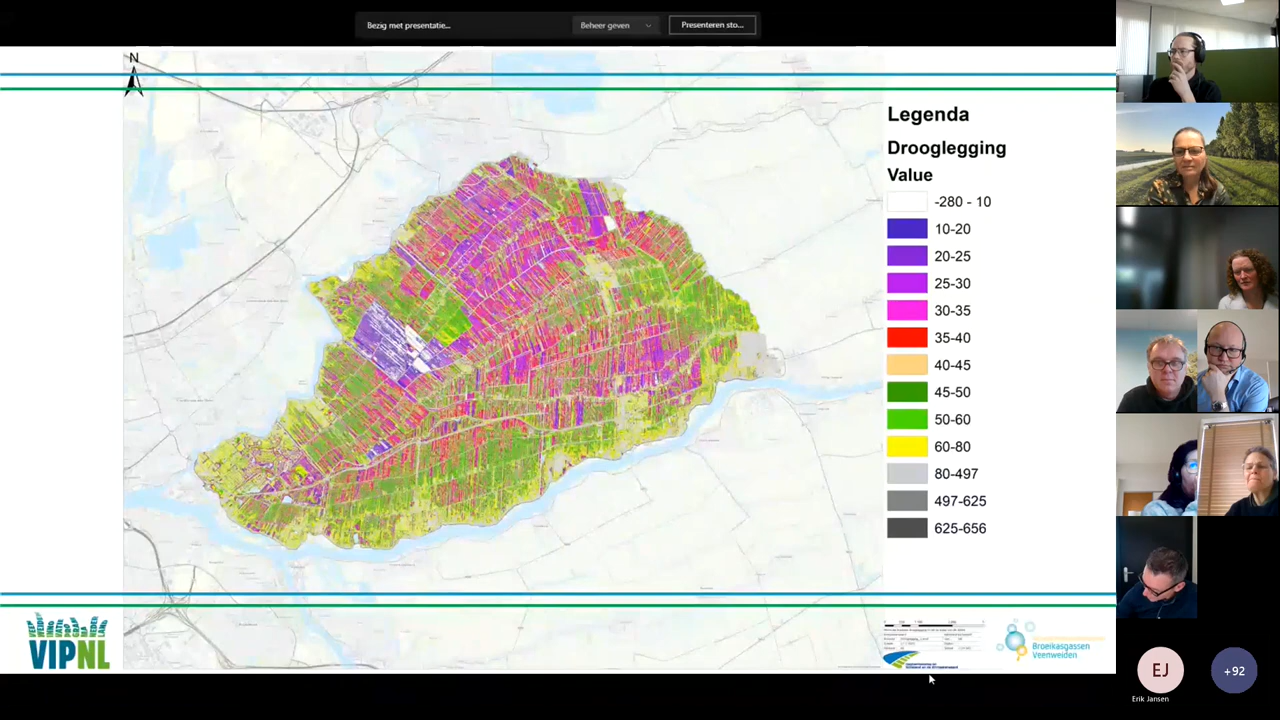 Bezig met presentatie...
Beheer geven
Presenteren sto...
N
Legenda
Drooglegging
Value
-280 - 10
10-20
20-25
25-30
30-35
35-40
40-45
45-50
50-60
60-80
80-497
497-625
625-656
VIPNL
Broeikasgassen
Veenweiden
EJ
+92
Erik Jansen